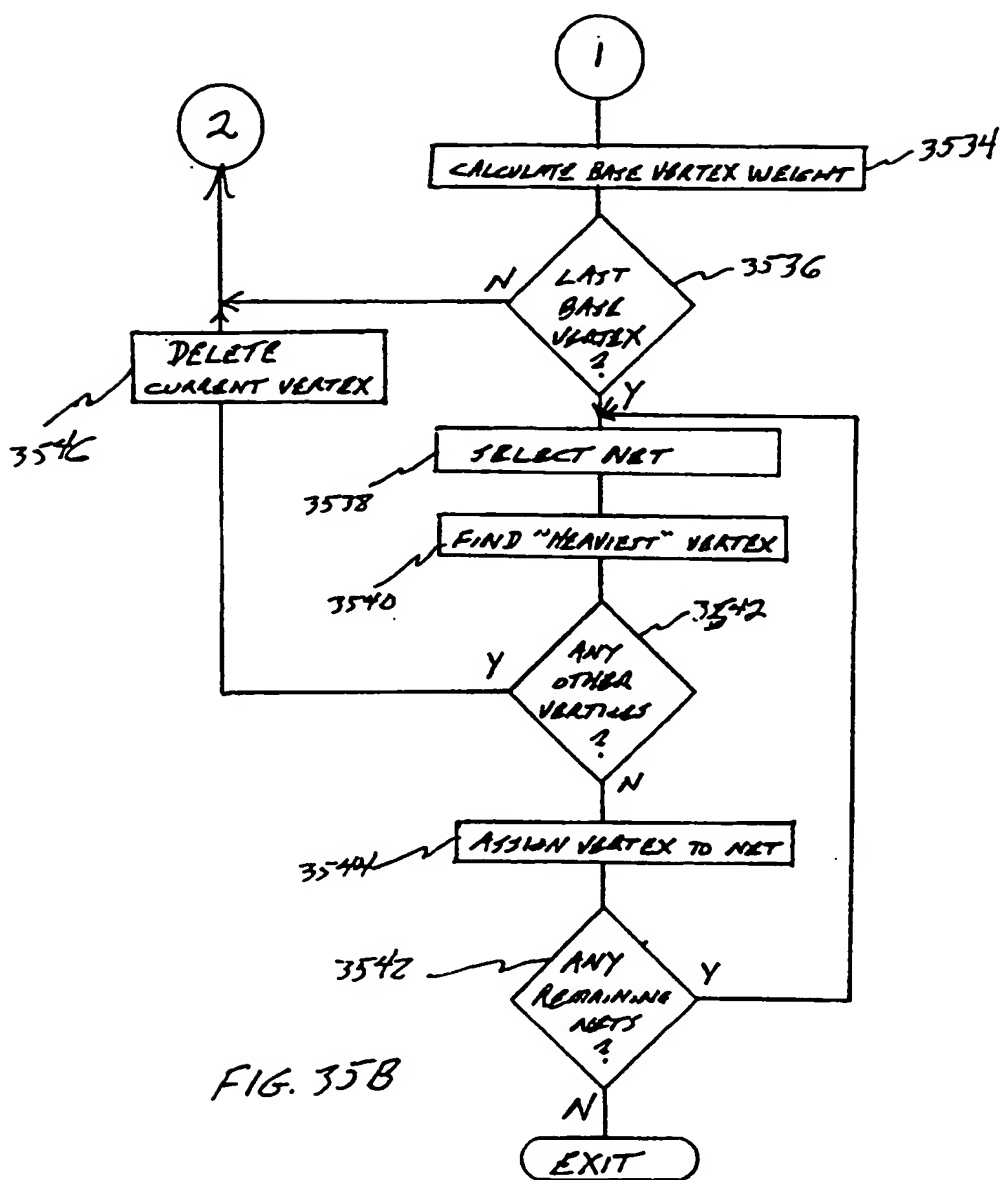 1
2
3534
CALCULATE BASE VERTEX WEIGHT
3536
N
LAST
BASE
VERTEX
?
DELETE
CURRENT VERTEX
Y
3546
SELECT NET
3538
FIND "HEAVIEST" VERTEX
3540
3542
Y
ANY
OTHER
VERTICES
?
N
ASSIGN VERTEX TO NET
3544
3542
ANY
REMAINING
NETS
?
Y
FIG. 35B
N
EXIT